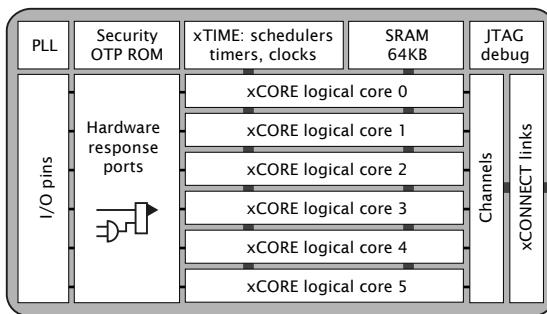 PLL
Security
OTP ROM
xTIME: schedulers
timers, clocks
SRAM
64KB
JTAG
debug
I/O pins
Hardware
response
ports
xCORE logical core 0
xCORE logical core 1
xCORE logical core 2
xCORE logical core 3
xCORE logical core 4
xCORE logical core 5
Channels
xCONNECT links